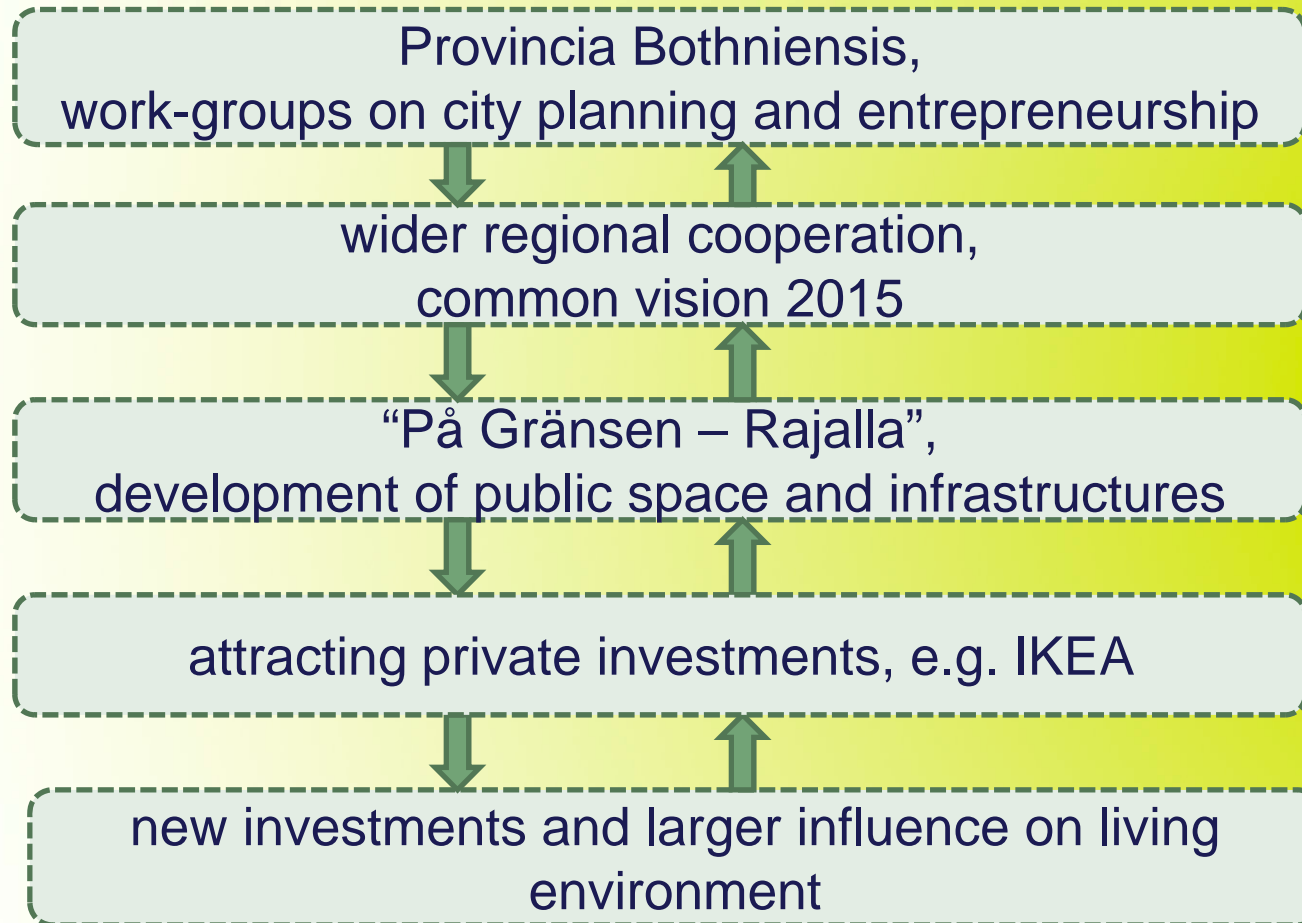 Provincia Bothniensis,
work-groups on city planning and entrepreneurship
wider regional cooperation,
common vision 2015
“På Gränsen – Rajalla”,
development of public space and infrastructures
attracting private investments, e.g. IKEA
new investments and larger influence on living
environment